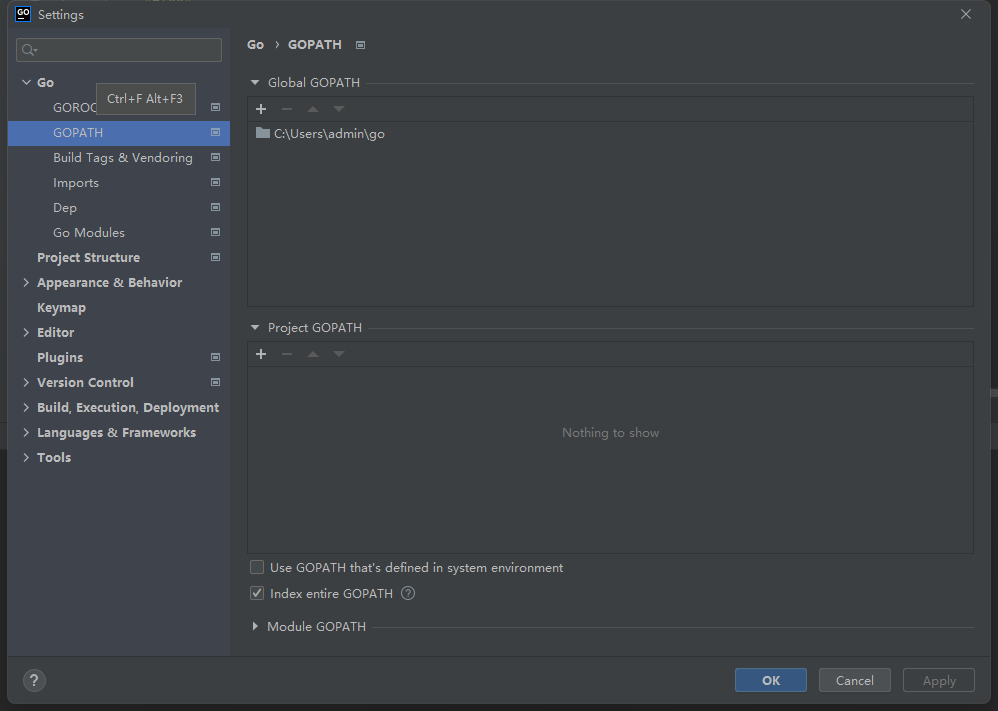 GO Settings
Go › GOPATH
Go
Ctrl+F Alt+F3
GOROO
GOPATH
Build Tags & Vendoring
Imports
Dep
Go Modules
Project Structure
Appearance & Behavior
Keymap
Editor
Plugins
Version Control
Build, Execution, Deployment
Languages & Frameworks
Tools
Global GOPATH
C:\Users\admin\go
Project GOPATH
Nothing to show
Use GOPATH that's defined in system environment
Index entire GOPATH ?
Module GOPATH
? OK Cancel Apply